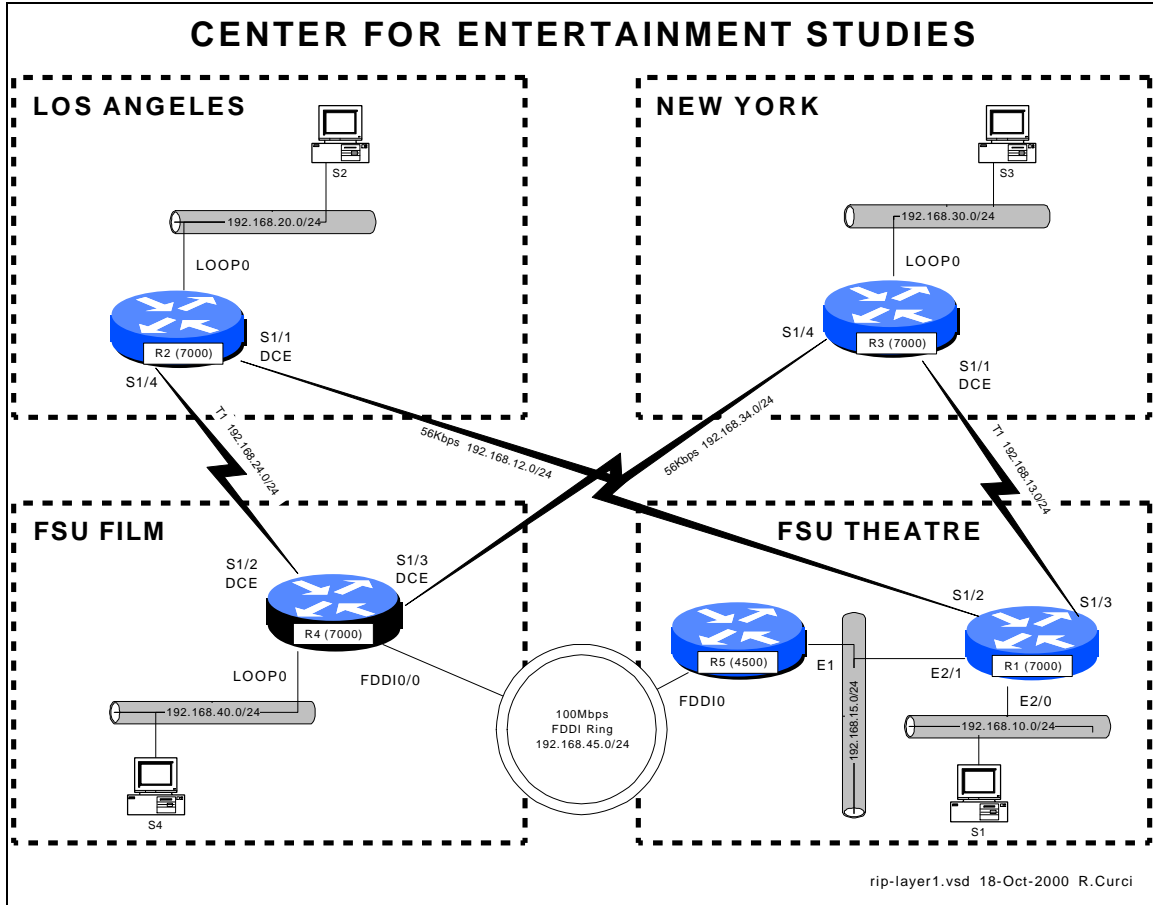 CENTER FOR ENTERTAINMENT STUDIES
LOS ANGELES
S2
192.168.20.0/24
LOOP0
R2 (7000)
S1/1
DCE
S1/4
NEW YORK
S3
192.168.30.0/24
LOOP0
S1/4
R3 (7000)
S1/1
DCE
T1 192.168.24.0/24
56Kbps 192.168.12.0/24
56Kbps 192.168.34.0/24
T1 192.168.13.0/24
FSU FILM
S1/2
DCE
S1/3
DCE
R4 (7000)
LOOP0
FDDI0/0
192.168.40.0/24
S4
100Mbps
FDDI Ring
192.168.45.0/24
FSU THEATRE
S1/2
S1/3
R5 (4500)
E1
FDDI0
192.168.15.0/24
E2/1
R1 (7000)
E2/0
192.168.10.0/24
S1
rip-layer1.vsd 18-Oct-2000 R.Curci